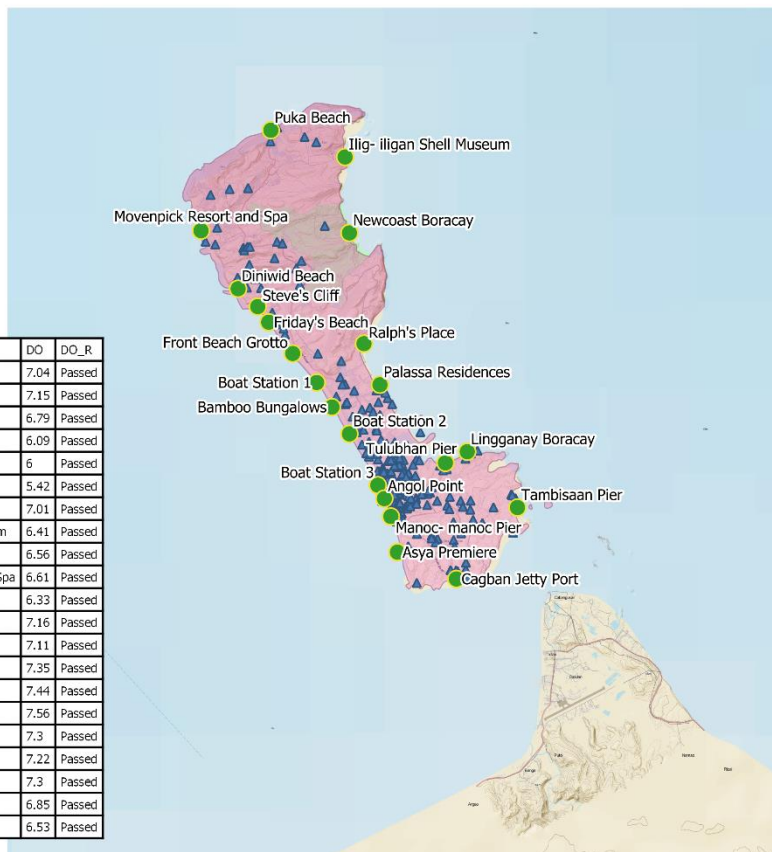 Puka Beach
Ilig- iligan Shell Museum
Movenpick Resort and Spa
Newcoast Boracay
Diniwid Beach
Steve's Cliff
Friday's Beach
Ralph's Place
Front Beach Grotto
Palassa Residences
Boat Station 1
Bamboo Bungalows
Boat Station 2
Lingganay Boracay
Tulubhan Pier
Boat Station 3
Angol Point
Tambisaan Pier
Manoc- manoc Pier
Asya Premiere
Cagban Jetty Port
DO DO_R
7.04 Passed
7.15 Passed
6.79 Passed
6.09 Passed
6 Passed
5.42 Passed
7.01 Passed
m 6.41 Passed
6.56 Passed
Spa 6.61 Passed
6.33 Passed
7.16 Passed
7.11 Passed
7.35 Passed
7.44 Passed
7.56 Passed
7.3 Passed
7.22 Passed
7.3 Passed
6.85 Passed
6.53 Passed